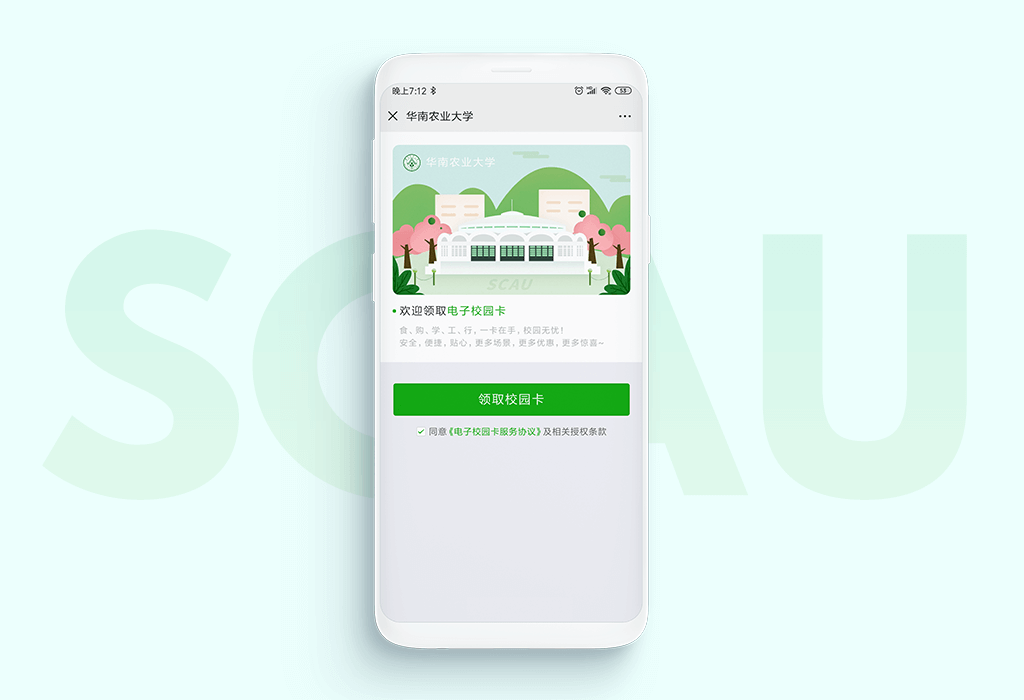 SCAU
晚上7:12
53
华南农业大学
华南农业大学
SCAU
欢迎领取电子校园卡
食、购、学、工、行，一卡在手，校园无忧！
安全，便捷，贴心，更多场景，更多优惠，更多惊喜~
领取校园卡
同意《电子校园卡服务协议》及相关授权条款